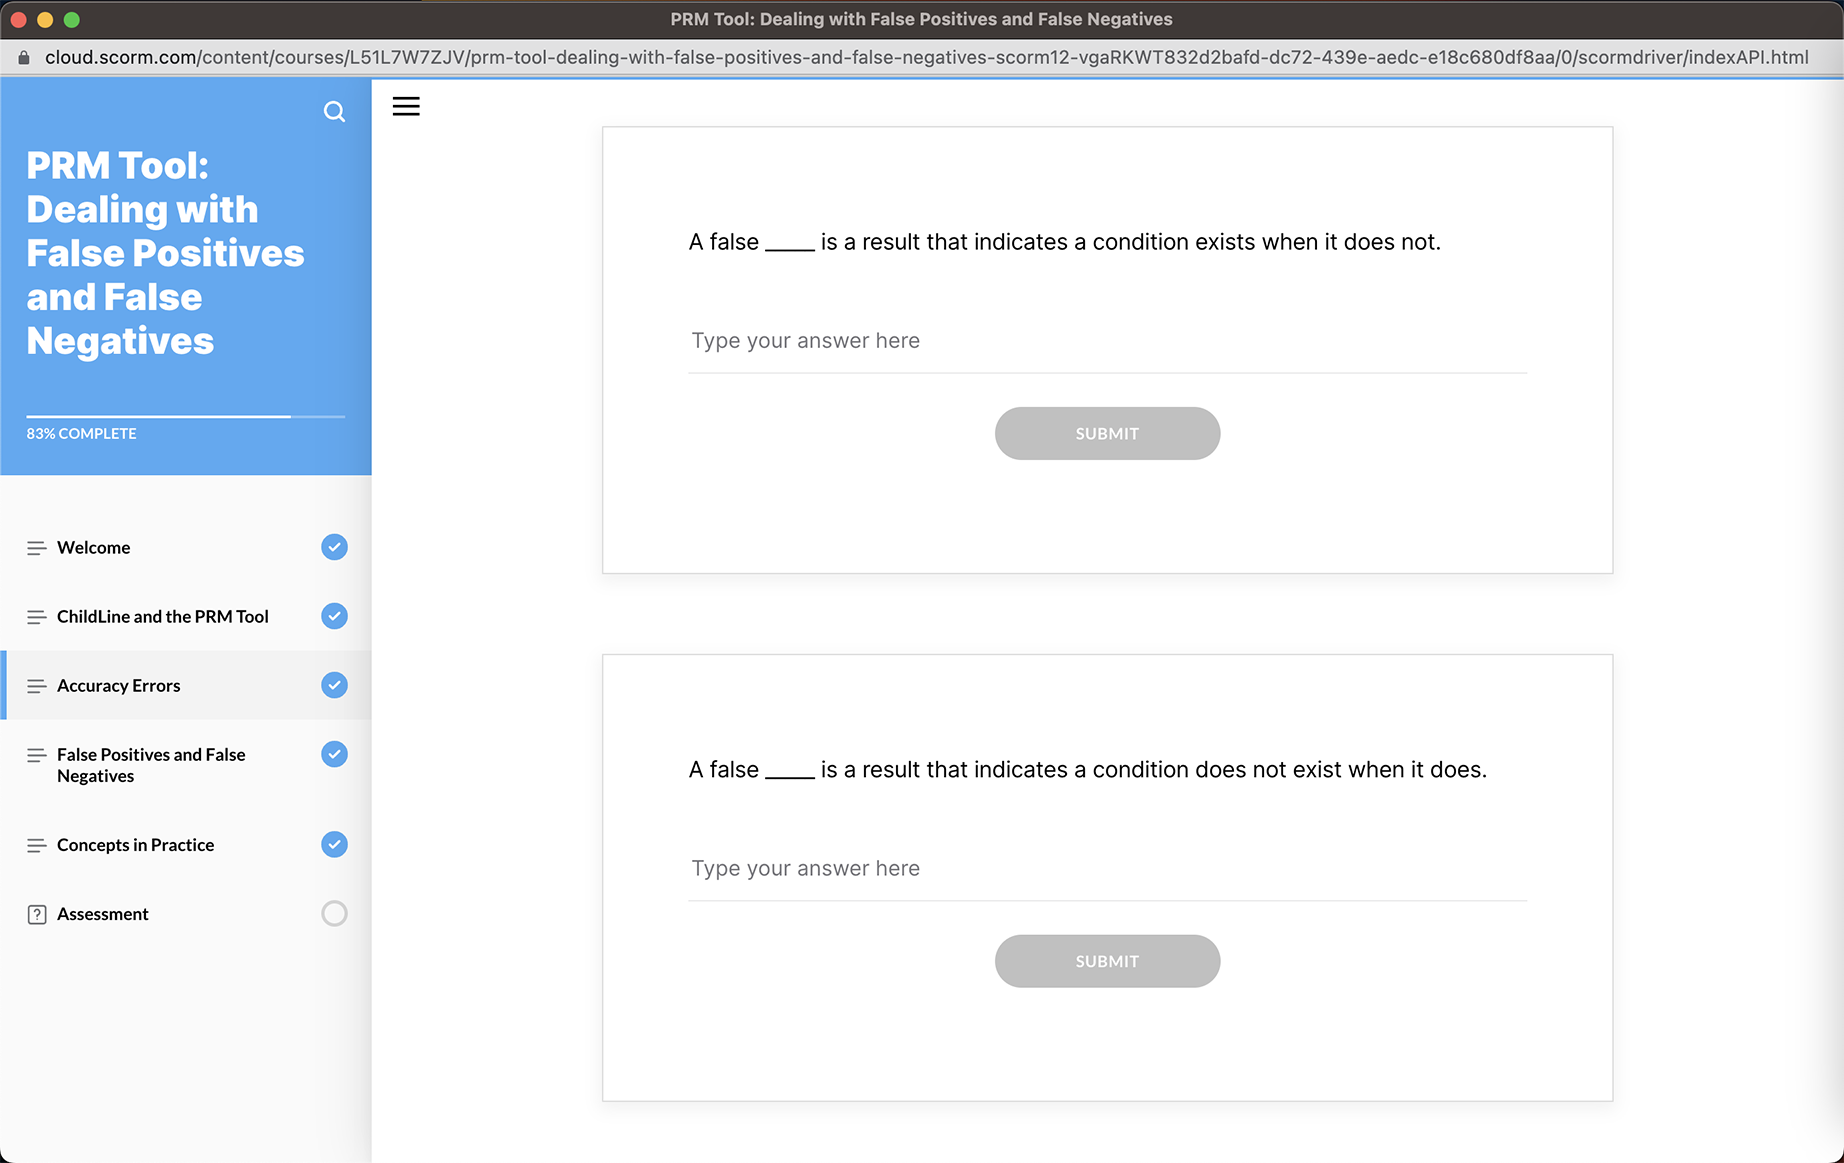 PRM Tool: Dealing with False Positives and False Negatives
cloud.scorm.com/content/courses/L51L7W7ZJV/prm-tool-dealing-with-false-positives-and-false-negatives-scorm12-vgaRKWT832d2bafd-dc72-439e-aedc-e18c680df8aa/0/scormdriver/indexAPI.html
PRM Tool:
Dealing with
False Positives
and False
Negatives
83% COMPLETE
Welcome
ChildLine and the PRM Tool
Accuracy Errors
False Positives and False
Negatives
Concepts in Practice
Assessment
A false _____ is a result that indicates a condition exists when it does not.
Type your answer here
SUBMIT
A false _____ is a result that indicates a condition does not exist when it does.
Type your answer here
SUBMIT